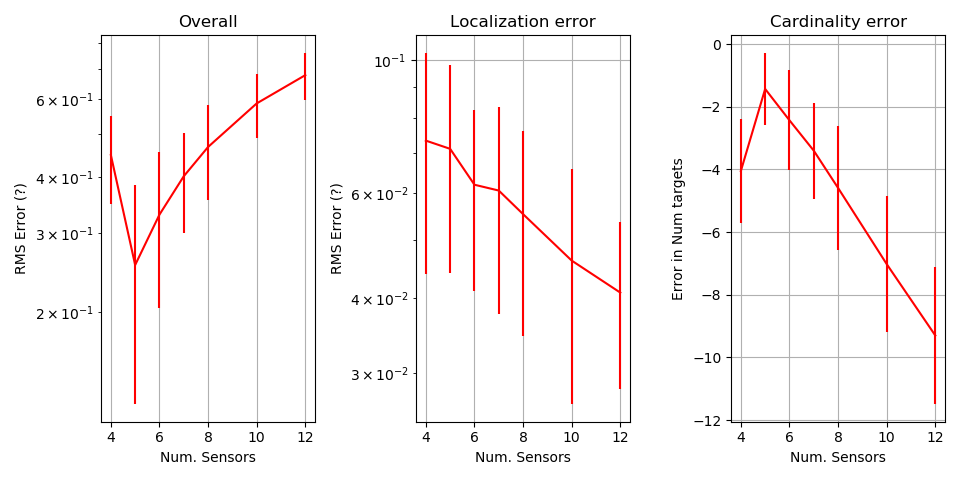 Overall
RMS Error (?)
6 × 10⁻¹
4 × 10⁻¹
3 × 10⁻¹
2 × 10⁻¹
4 6 8 10 12
Num. Sensors
Localization error
RMS Error (?)
10⁻¹
6 × 10⁻²
4 × 10⁻²
3 × 10⁻²
4 6 8 10 12
Num. Sensors
Cardinality error
Error in Num targets
0
−2
−4
−6
−8
−10
−12
4 6 8 10 12
Num. Sensors